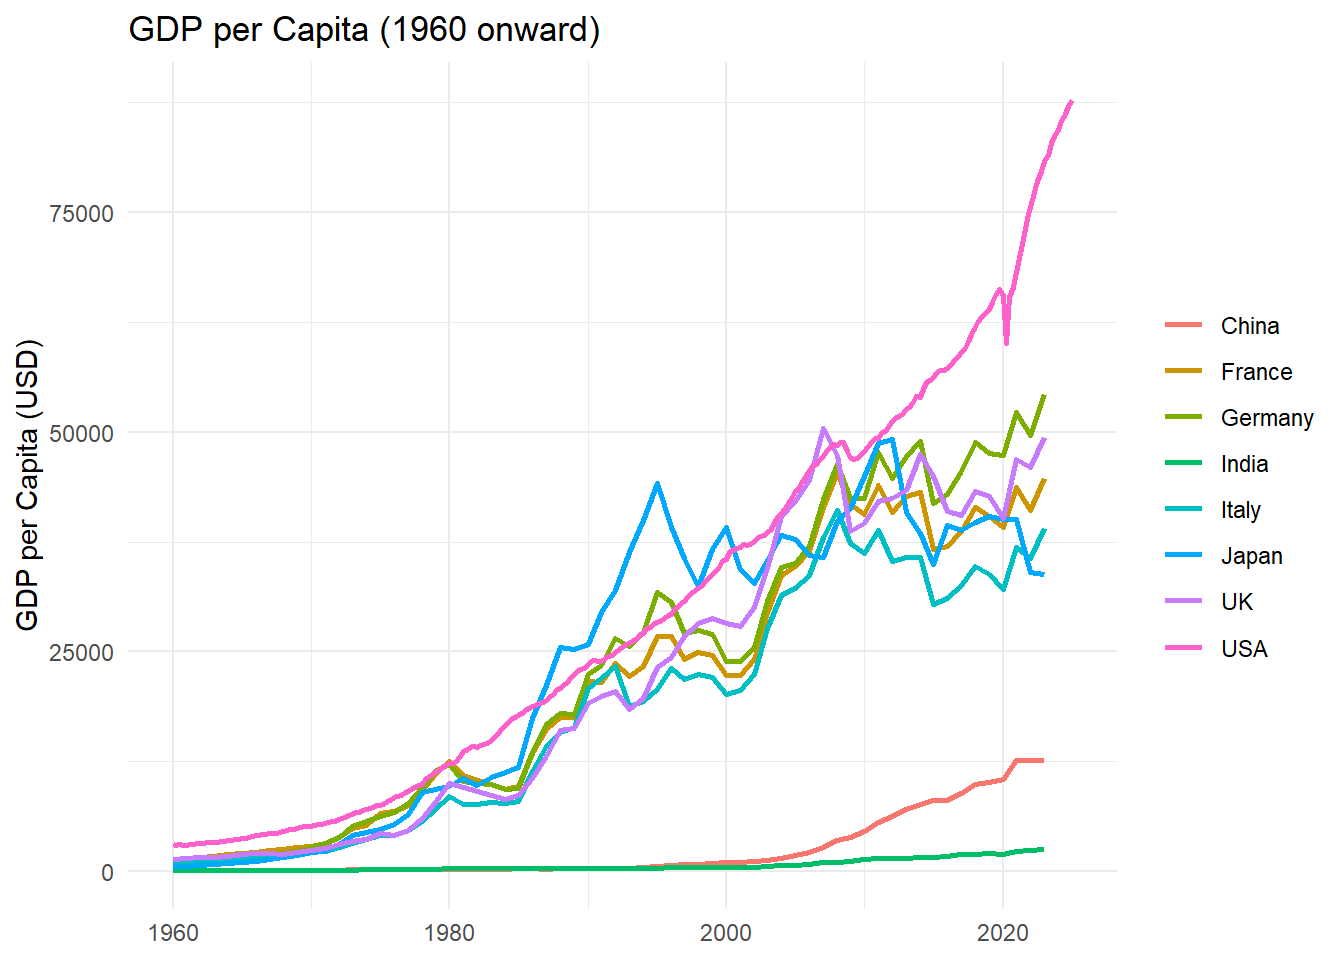 GDP per Capita (1960 onward)
GDP per Capita (USD)
75000
50000
25000
0
1960
1980
2000
2020
China
France
Germany
India
Italy
Japan
UK
USA